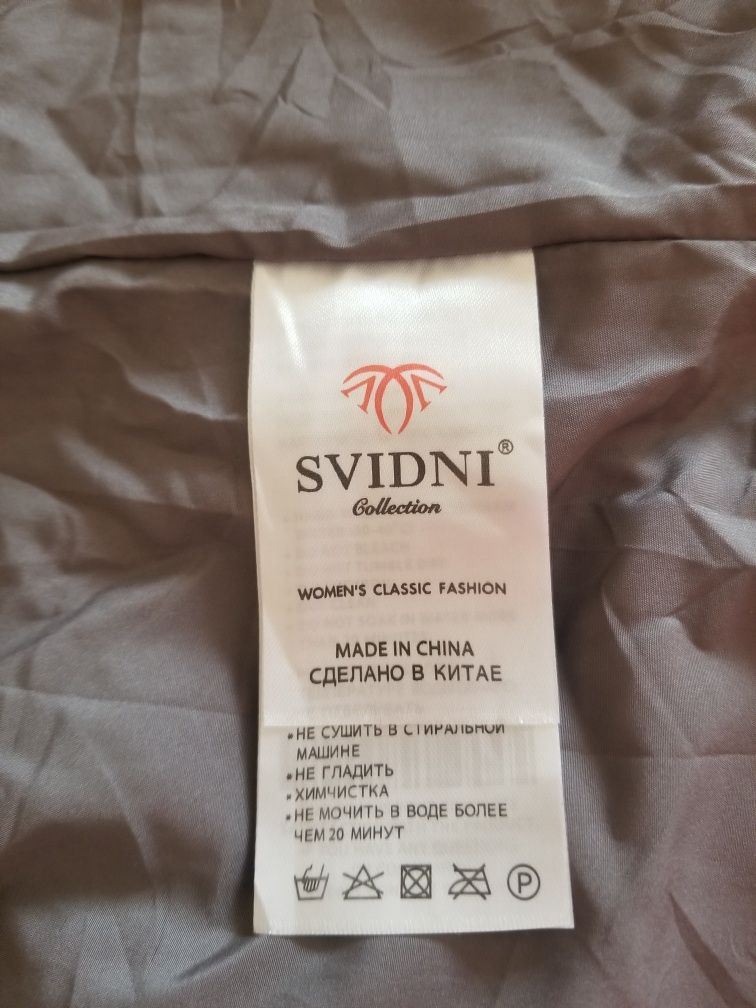 SVIDNI®
Collection
WOMEN'S CLASSIC FASHION
MADE IN CHINA
СДЕЛАНО В КИТАЕ
•НЕ СУШИТЬ В СТИРАЛЬНОЙ
МАШИНЕ
•НЕ ГЛАДИТЬ
•ХИМЧИСТКА
•НЕ МОЧИТЬ В ВОДЕ БОЛЕЕ
ЧЕМ 20 МИНУТ
P